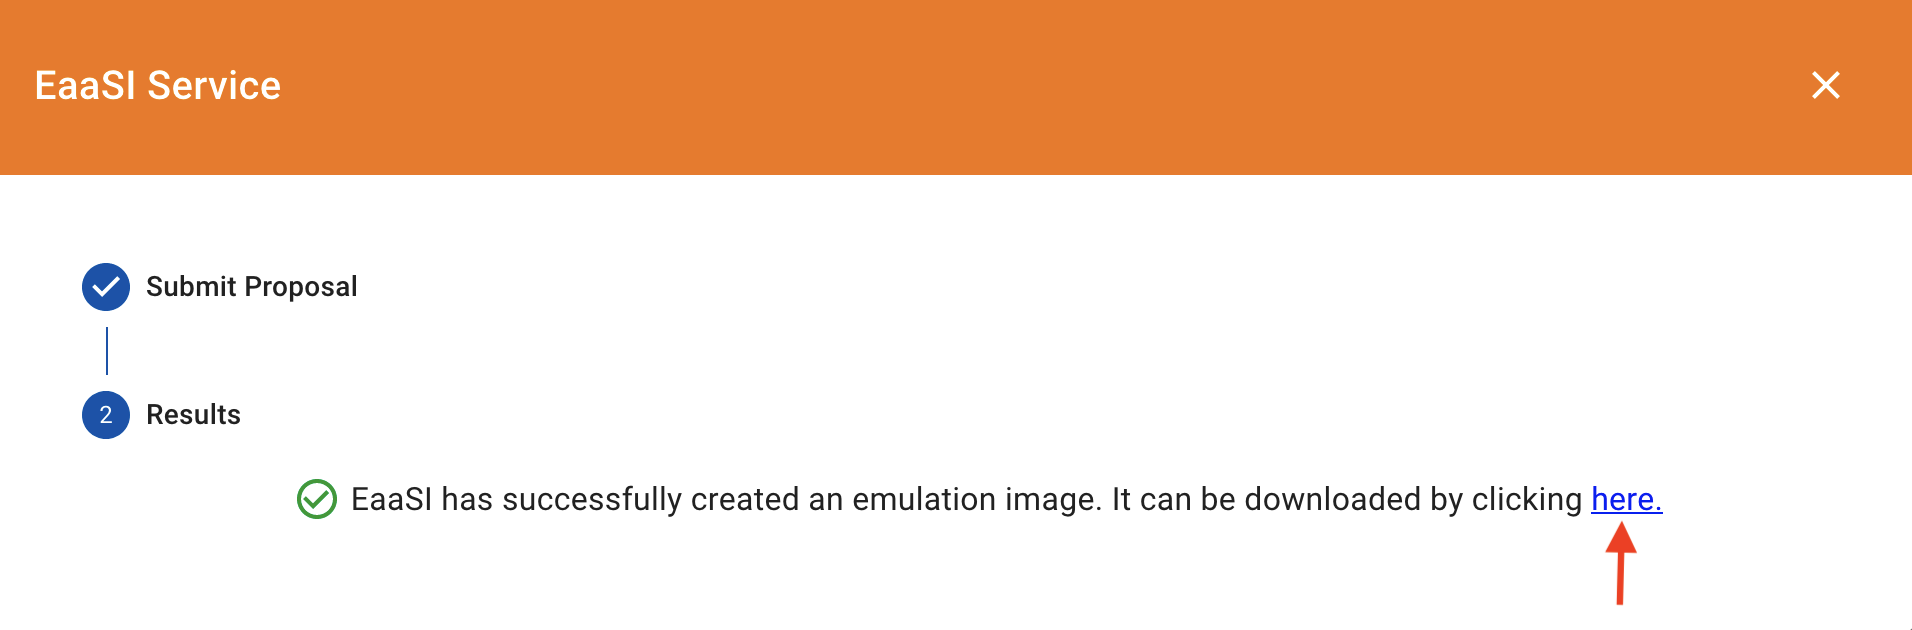 EaaSI Service
Submit Proposal
2 Results
EaaSI has successfully created an emulation image. It can be downloaded by clicking here.